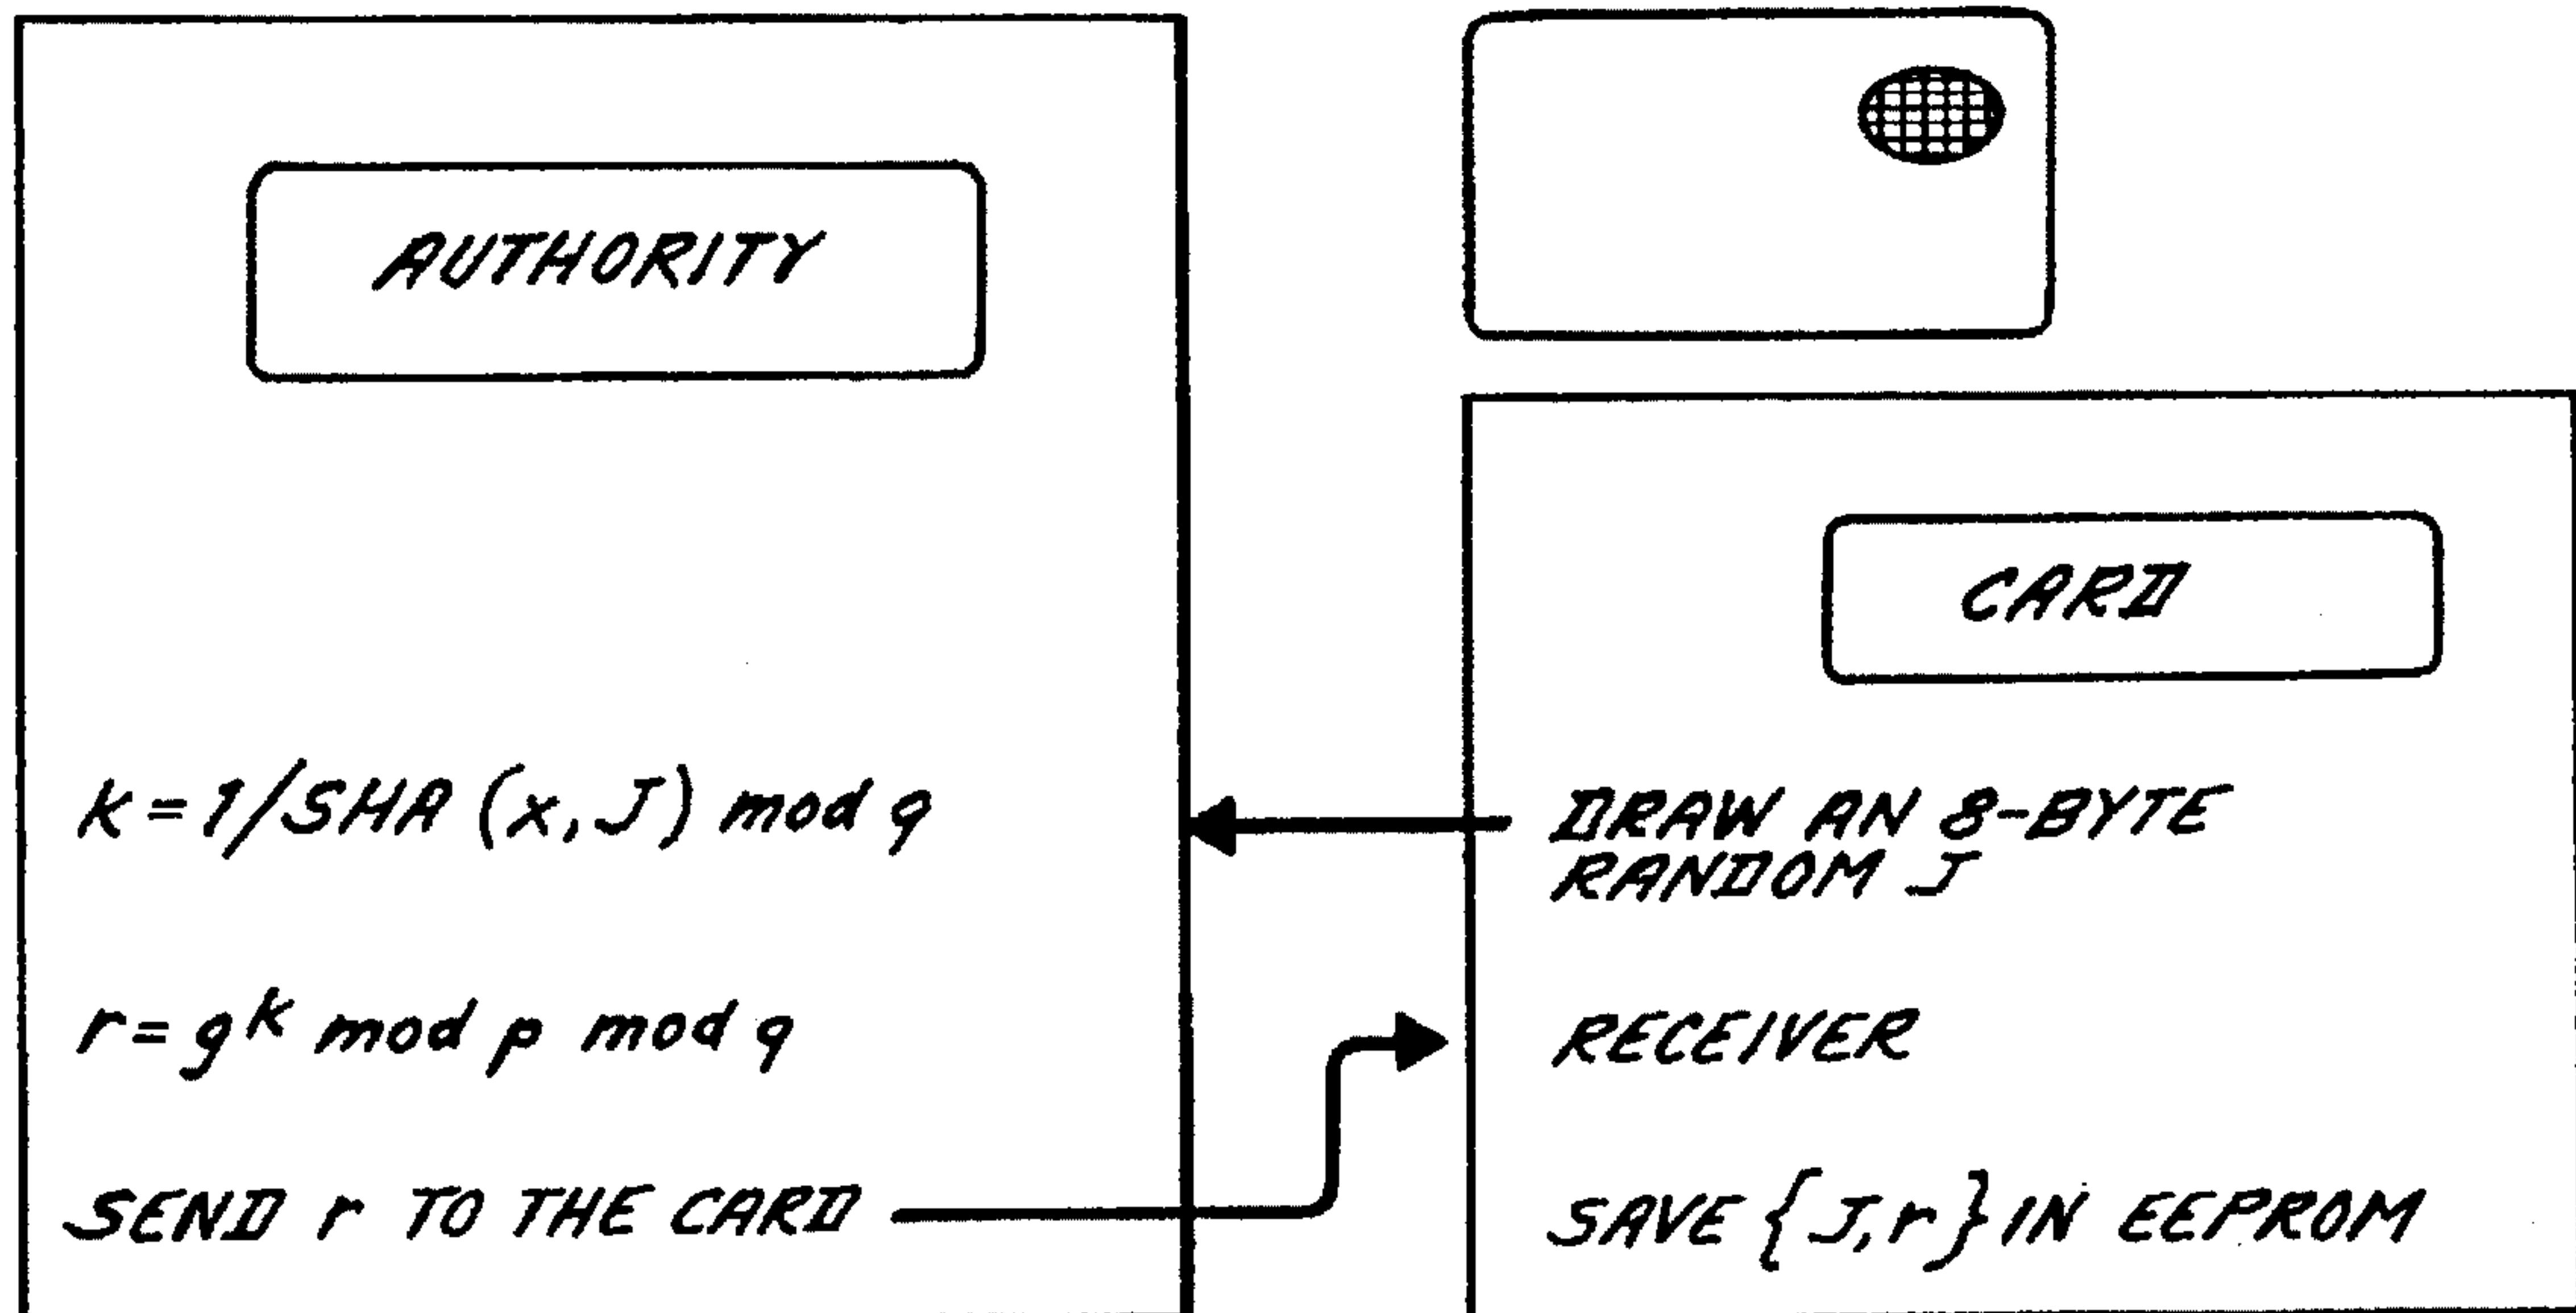 AUTHORITY
k = 1/SHA (x, J) mod q
r = g^k mod p mod q
SEND r TO THE CARD
CARD
DRAW AN 8-BYTE
RANDOM J
RECEIVER
SAVE {J,r} IN EEPROM